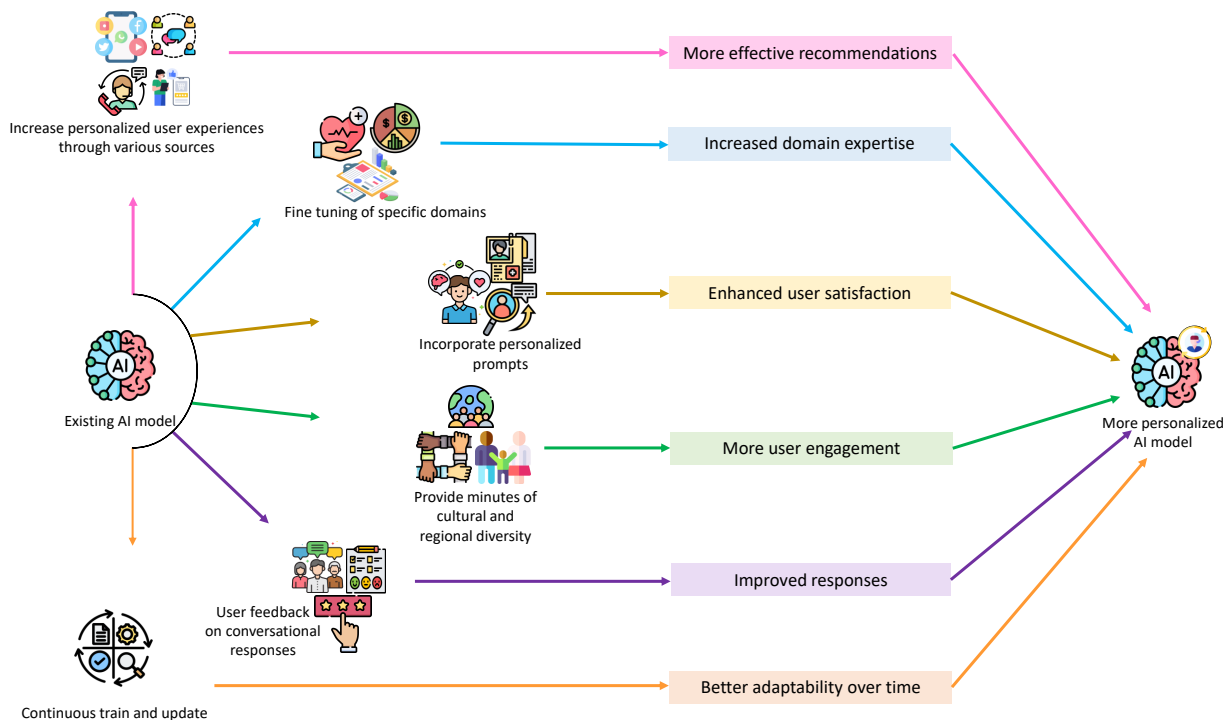 More effective recommendations
Increase personalized user experiences
through various sources
Increased domain expertise
Fine tuning of specific domains
Enhanced user satisfaction
Incorporate personalized
prompts
AI
Existing AI model
AI
More personalized
AI model
More user engagement
Provide minutes of
cultural and
regional diversity
Improved responses
User feedback
on conversational
responses
Better adaptability over time
Continuous train and update